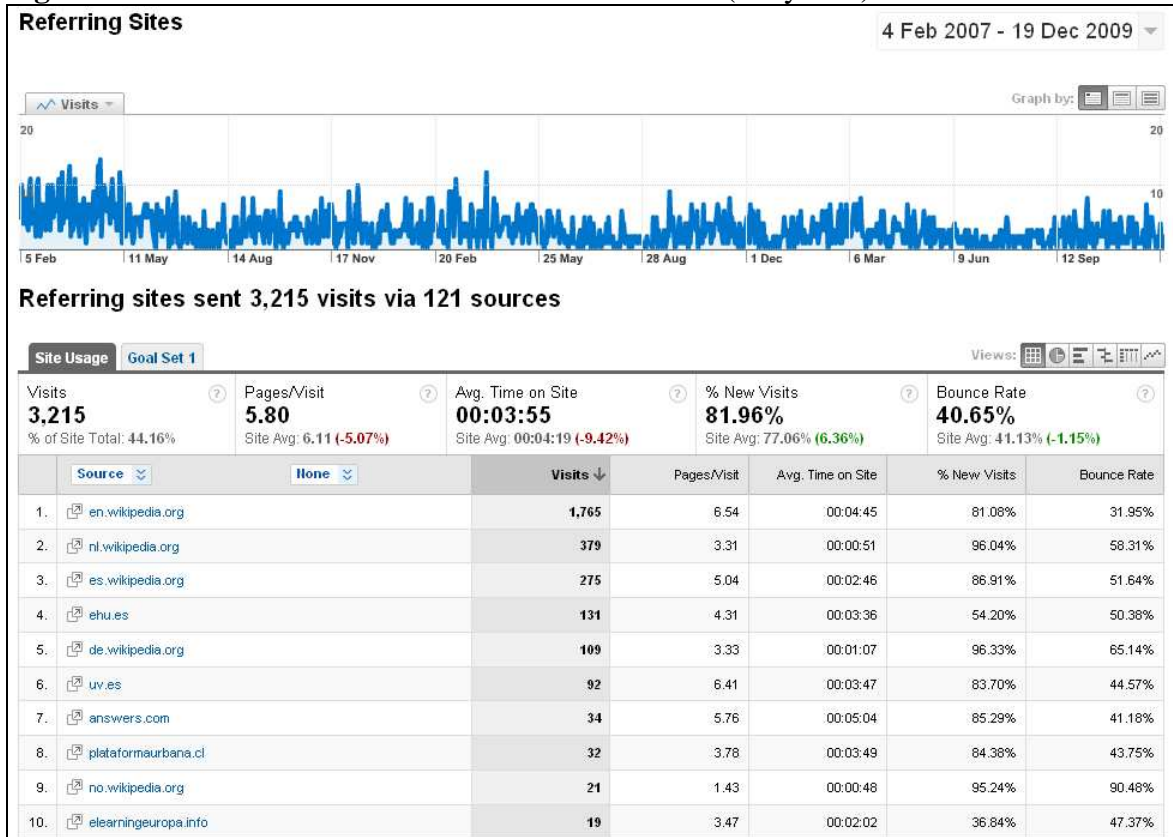 Referring Sites
4 Feb 2007 - 19 Dec 2009
Visits
Graph by:
20 20
10
5 Feb 11 May 14 Aug 17 Nov 20 Feb 25 May 28 Aug 1 Dec 6 Mar 9 Jun 12 Sep
Referring sites sent 3,215 visits via 121 sources
Site Usage Goal Set 1 Views:
Visits ? Pages/Visit ? Avg. Time on Site ? % New Visits ? Bounce Rate ?
3,215 5.80 00:03:55 81.96% 40.65%
% of Site Total: 44.16% Site Avg: 6.11 (-5.07%) Site Avg: 00:04:19 (-9.42%) Site Avg: 77.06% (6.36%) Site Avg: 41.13% (-1.15%)
Source None Visits Pages/Visit Avg. Time on Site % New Visits Bounce Rate
1. en.wikipedia.org 1,765 6.54 00:04:45 81.08% 31.95%
2. nl.wikipedia.org 379 3.31 00:00:51 96.04% 58.31%
3. es.wikipedia.org 275 5.04 00:02:46 86.91% 51.64%
4. ehu.es 131 4.31 00:03:36 54.20% 50.38%
5. de.wikipedia.org 109 3.33 00:01:07 96.33% 65.14%
6. uv.es 92 6.41 00:03:47 83.70% 44.57%
7. answers.com 34 5.76 00:05:04 85.29% 41.18%
8. plataformaurbana.cl 32 3.78 00:03:49 84.38% 43.75%
9. no.wikipedia.org 21 1.43 00:00:48 95.24% 90.48%
10. elearningeuropa.info 19 3.47 00:02:02 36.84% 47.37%